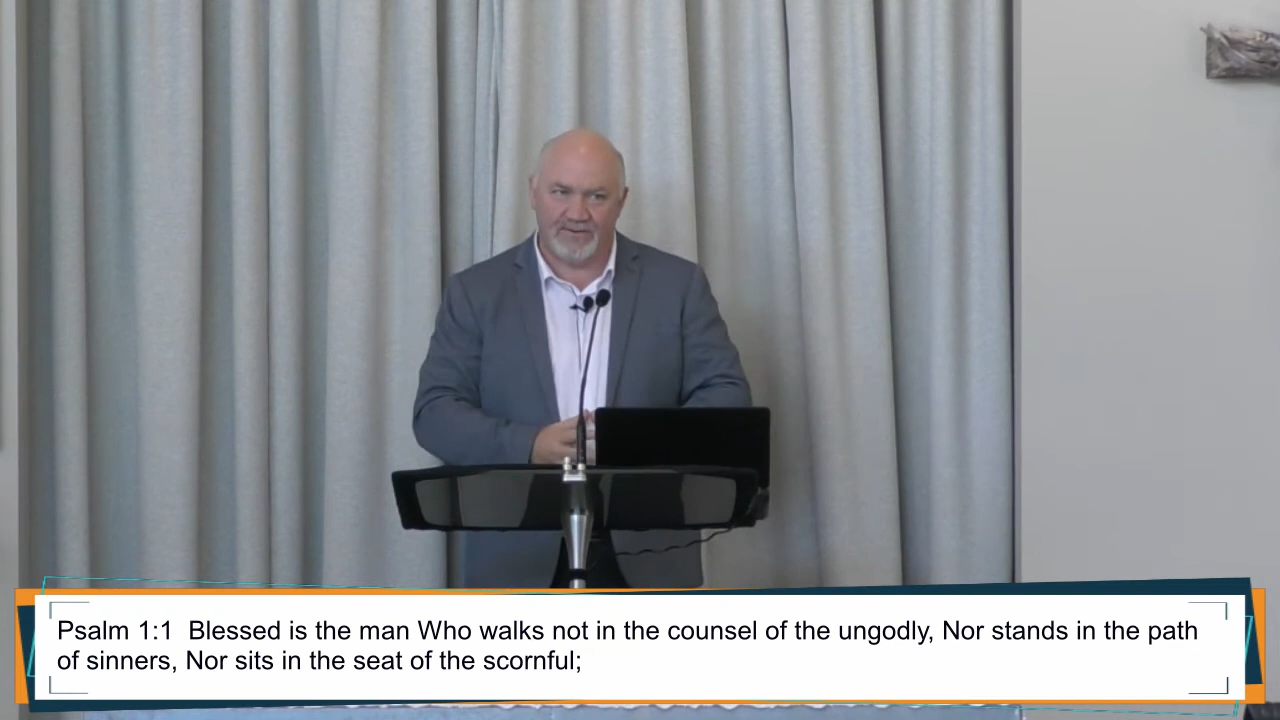 Psalm 1:1  Blessed is the man Who walks not in the counsel of the ungodly, Nor stands in the path
of sinners, Nor sits in the seat of the scornful;